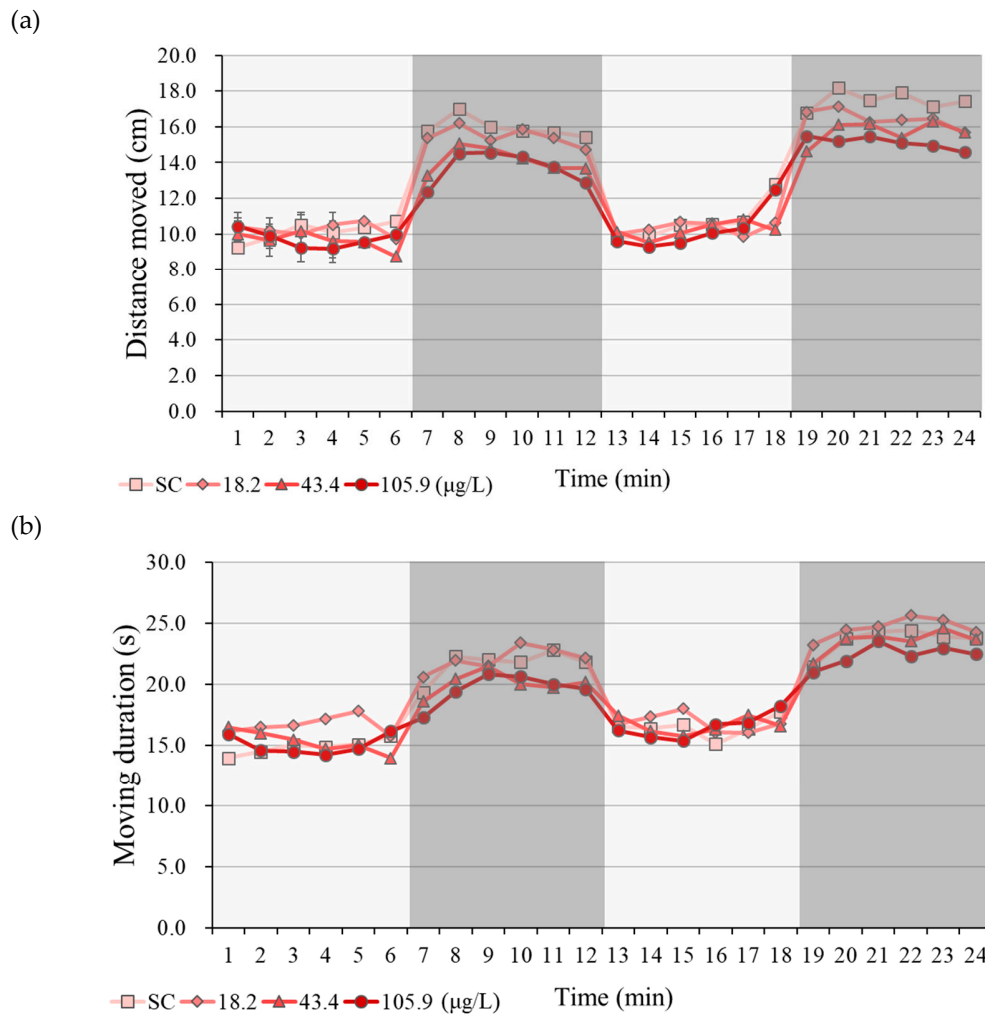 (a)
Distance moved (cm)
20.0
18.0
16.0
14.0
12.0
10.0
8.0
6.0
4.0
2.0
0.0
1 2 3 4 5 6 7 8 9 10 11 12 13 14 15 16 17 18 19 20 21 22 23 24
Time (min)
SC 18.2 43.4 105.9 (µg/L)
(b)
Moving duration (s)
30.0
25.0
20.0
15.0
10.0
5.0
0.0
1 2 3 4 5 6 7 8 9 10 11 12 13 14 15 16 17 18 19 20 21 22 23 24
Time (min)
SC 18.2 43.4 105.9 (µg/L)